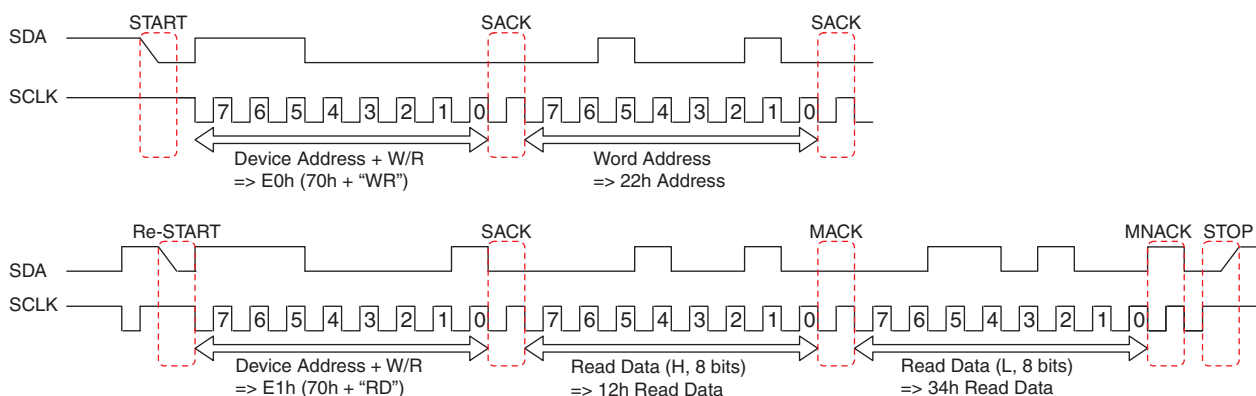 START SACK SACK
SDA
SCLK
7 6 5 4 3 2 1 0 7 6 5 4 3 2 1 0
Device Address + W/R
=> E0h (70h + “WR”)
Word Address
=> 22h Address
Re-START SACK MACK MNACK STOP
SDA
SCLK
7 6 5 4 3 2 1 0 7 6 5 4 3 2 1 0 7 6 5 4 3 2 1 0
Device Address + W/R
=> E1h (70h + “RD”)
Read Data (H, 8 bits)
=> 12h Read Data
Read Data (L, 8 bits)
=> 34h Read Data